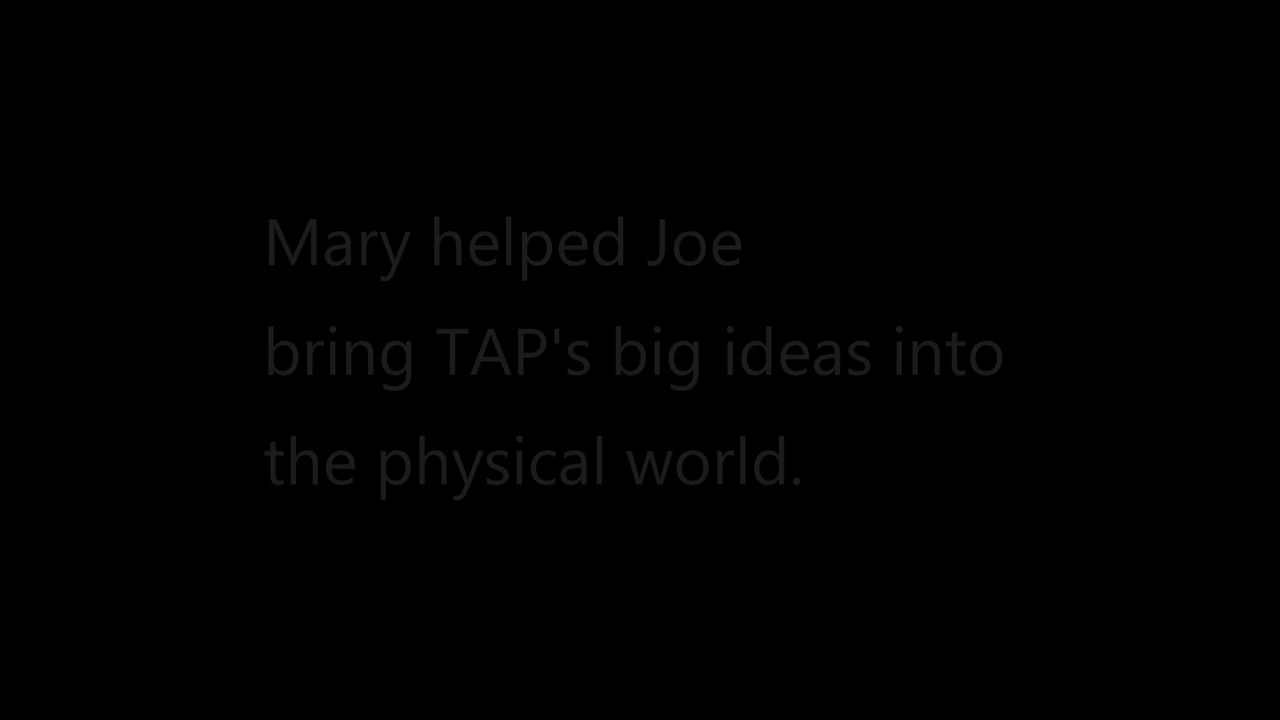 Mary helped Joe
bring TAP's big ideas into
the physical world.